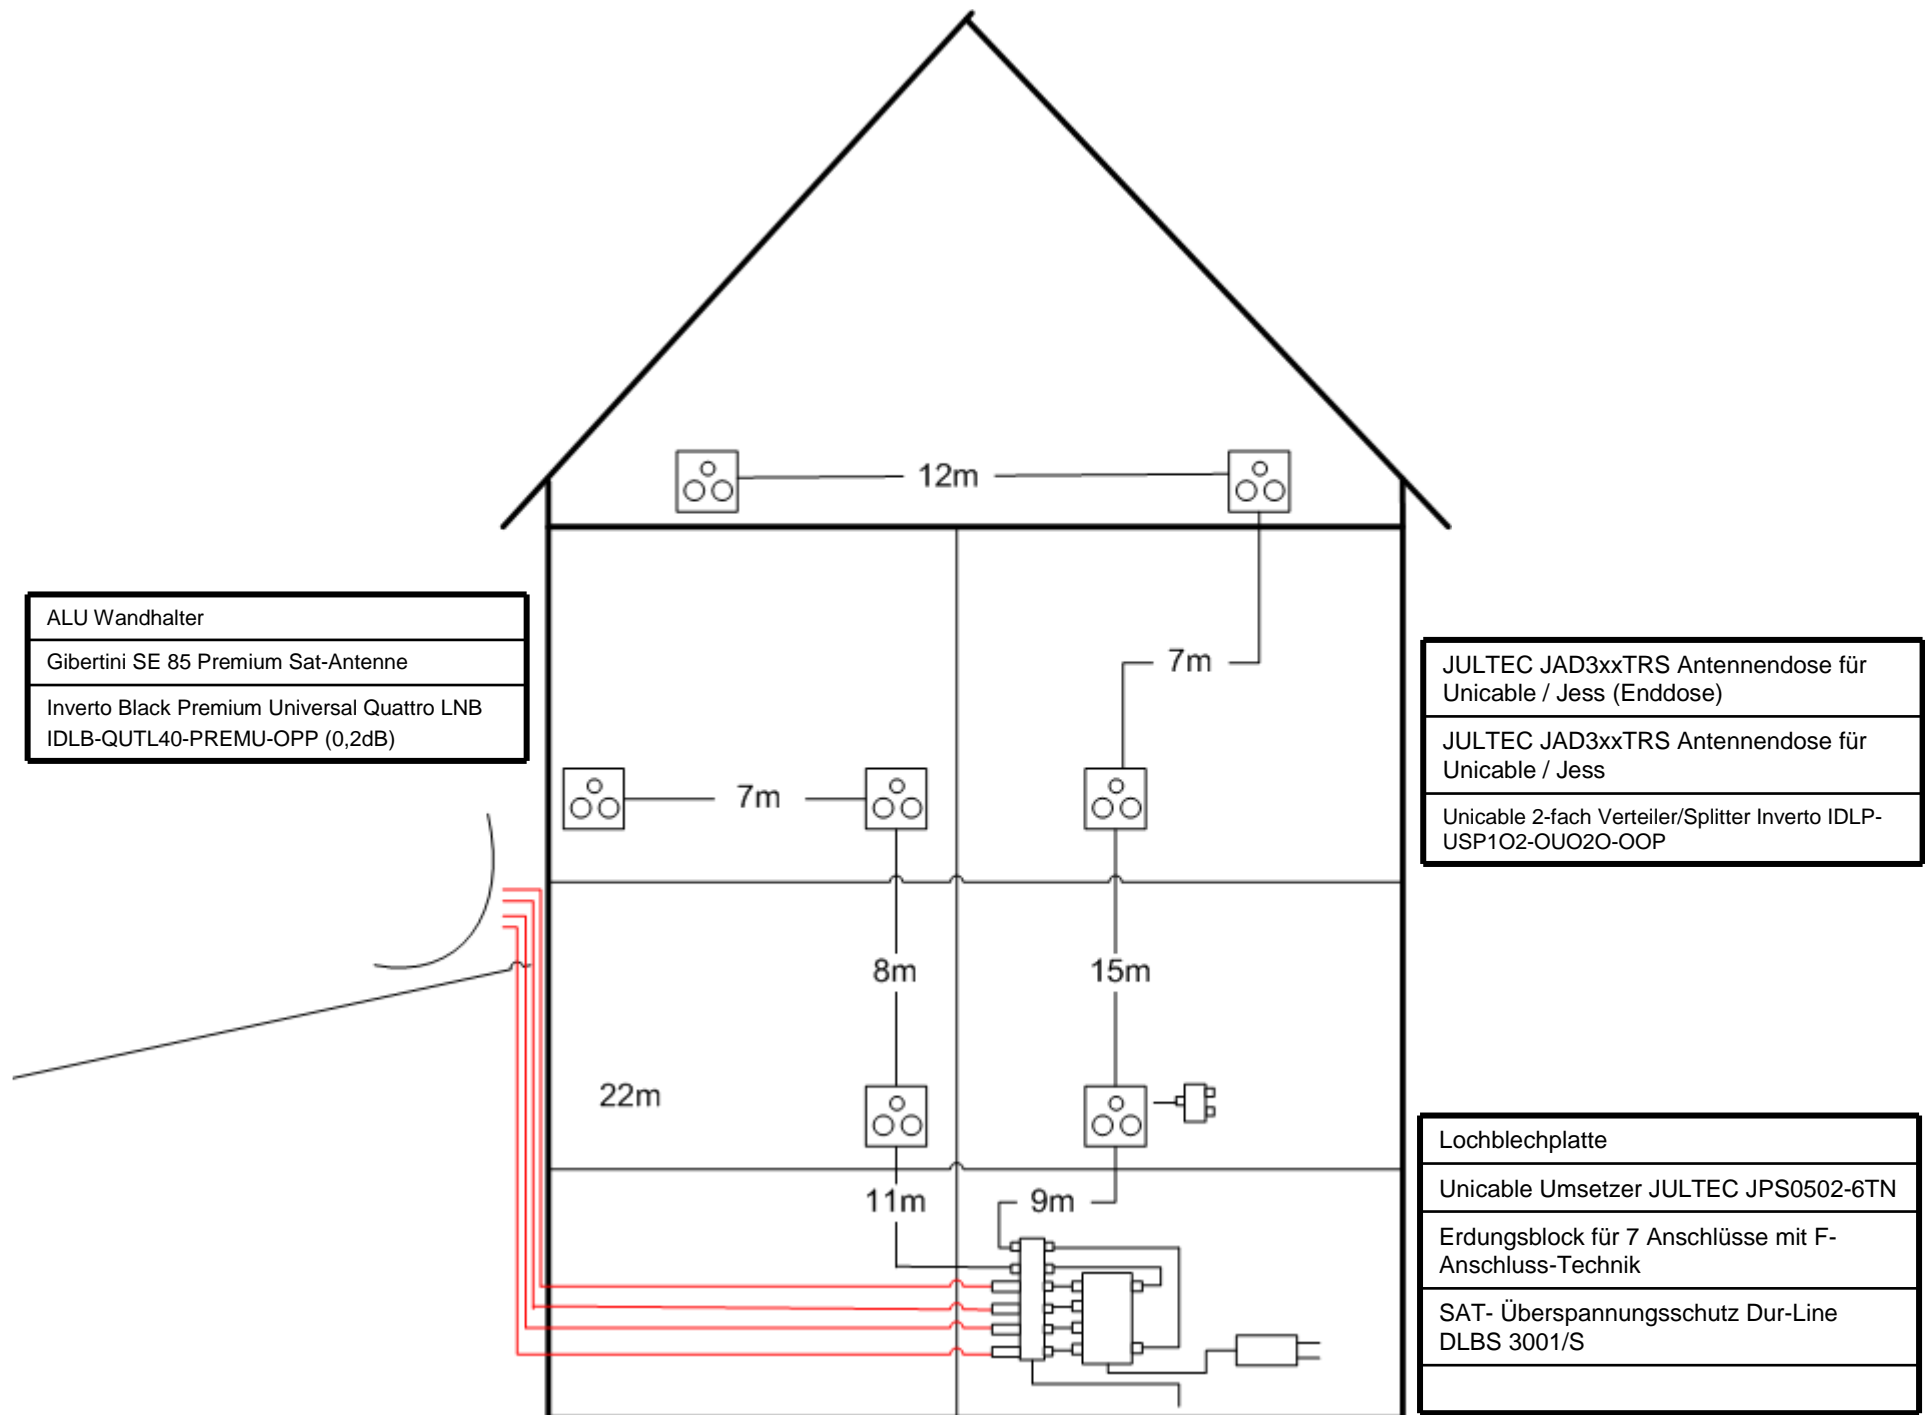 12m
ALU Wandhalter
Gibertini SE 85 Premium Sat-Antenne
Inverto Black Premium Universal Quattro LNB
IDLB-QUTL40-PREMU-OPP (0,2dB)
7m
JULTEC JAD3xxTRS Antennendose für
Unicable / Jess (Enddose)
JULTEC JAD3xxTRS Antennendose für
Unicable / Jess
Unicable 2-fach Verteiler/Splitter Inverto IDLP-
USP1O2-OUO2O-OOP
7m
8m
15m
22m
11m
9m
Lochblechplatte
Unicable Umsetzer JULTEC JPS0502-6TN
Erdungsblock für 7 Anschlüsse mit F-
Anschluss-Technik
SAT- Überspannungsschutz Dur-Line
DLBS 3001/S